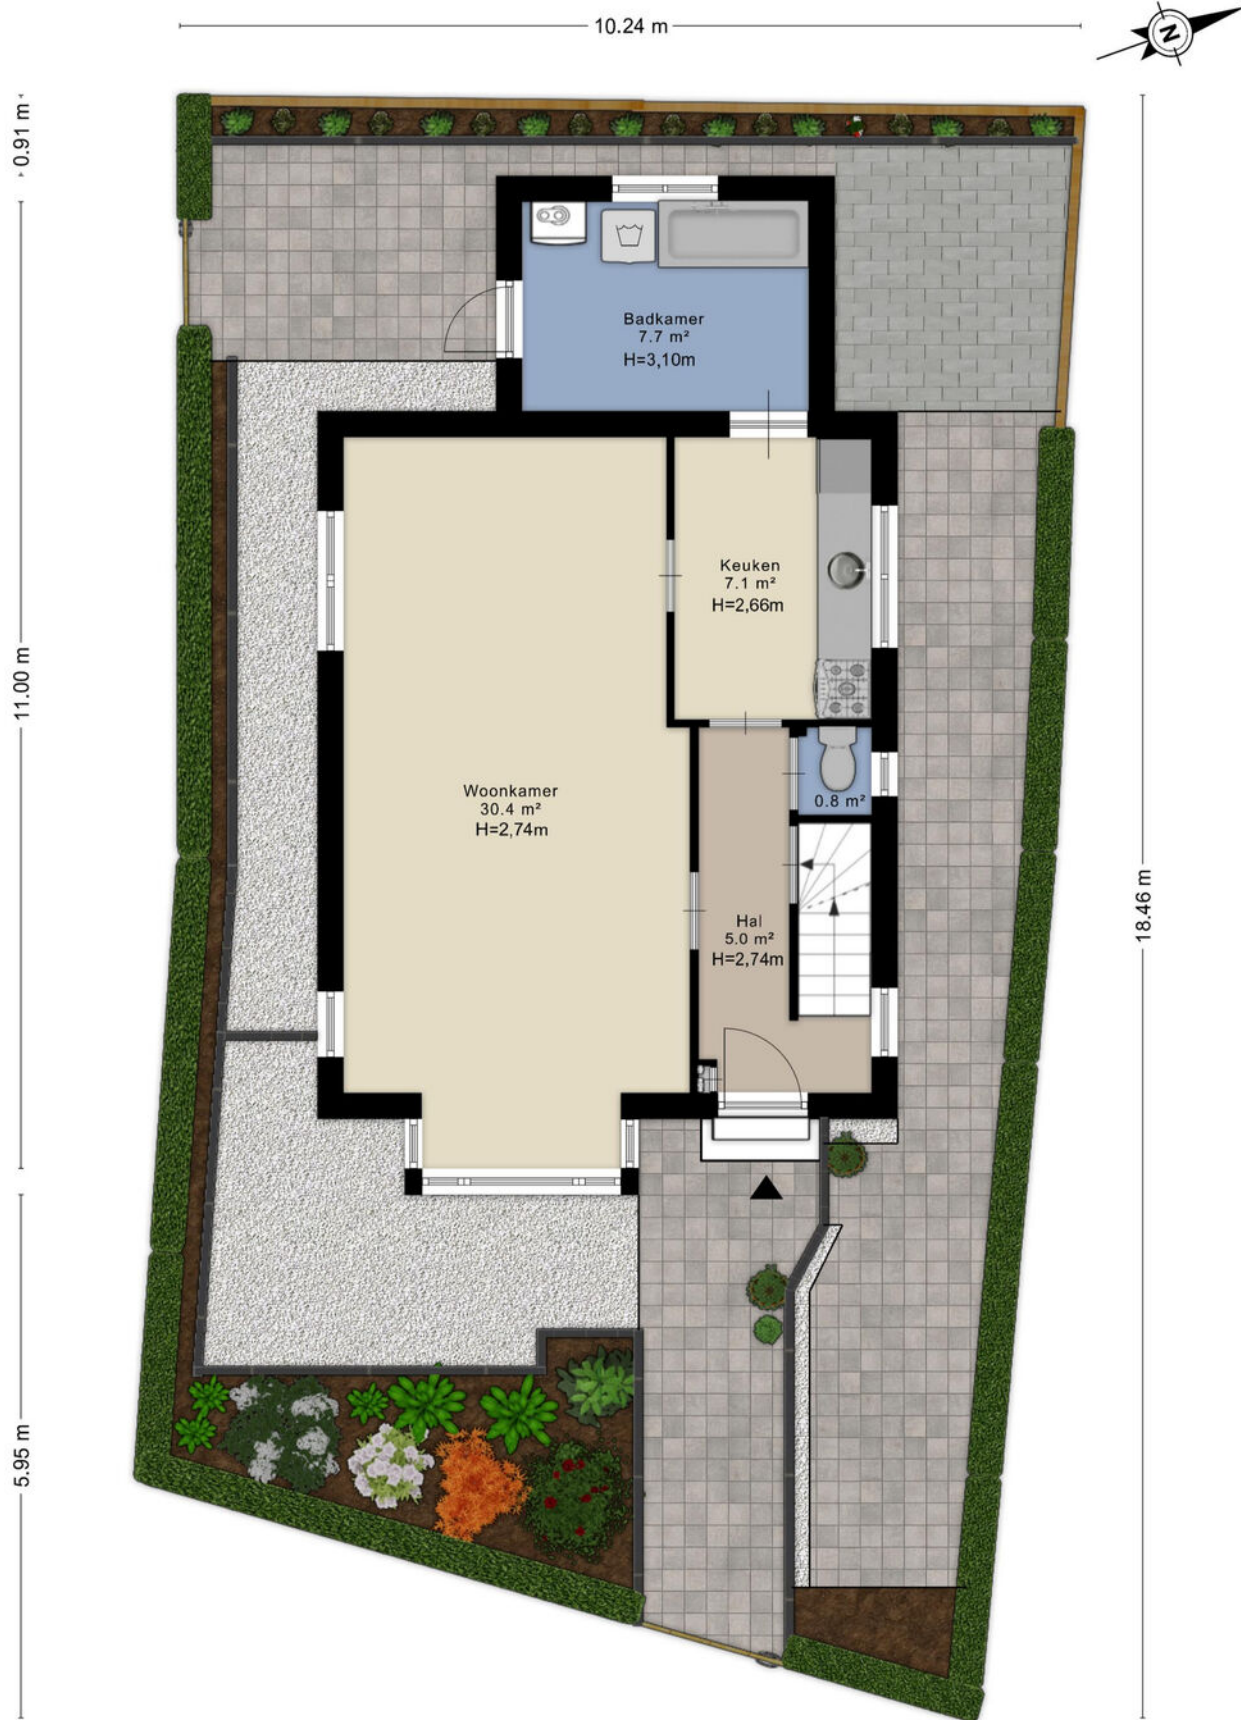 10.24 m
N
0.91 m
Badkamer
7.7 m²
H=3,10m
Keuken
7.1 m²
H=2,66m
11.00 m
Woonkamer
30.4 m²
H=2,74m
0.8 m²
Hal
5.0 m²
H=2,74m
18.46 m
5.95 m